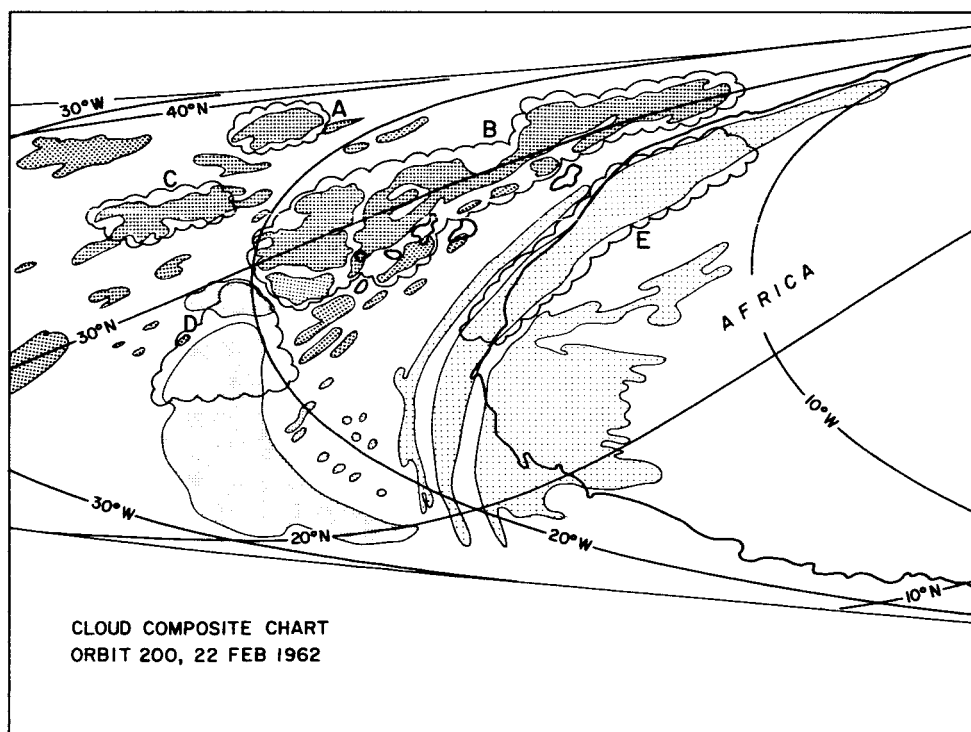 30°W
40°N
A
B
C
E
AFRICA
D
30°N
10°W
30°W
20°N
20°W
10°N
CLOUD COMPOSITE CHART
ORBIT 200, 22 FEB 1962